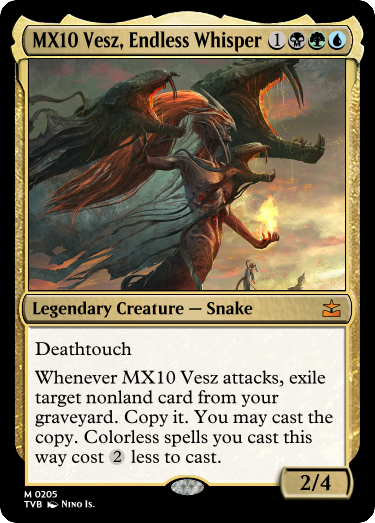 MX10 Vesz, Endless Whisper 1
Legendary Creature — Snake
Deathtouch
Whenever MX10 Vesz attacks, exile
target nonland card from your
graveyard. Copy it. You may cast the
copy. Colorless spells you cast this
way cost 2 less to cast.
2/4
M 0205
TVB Nino Is.